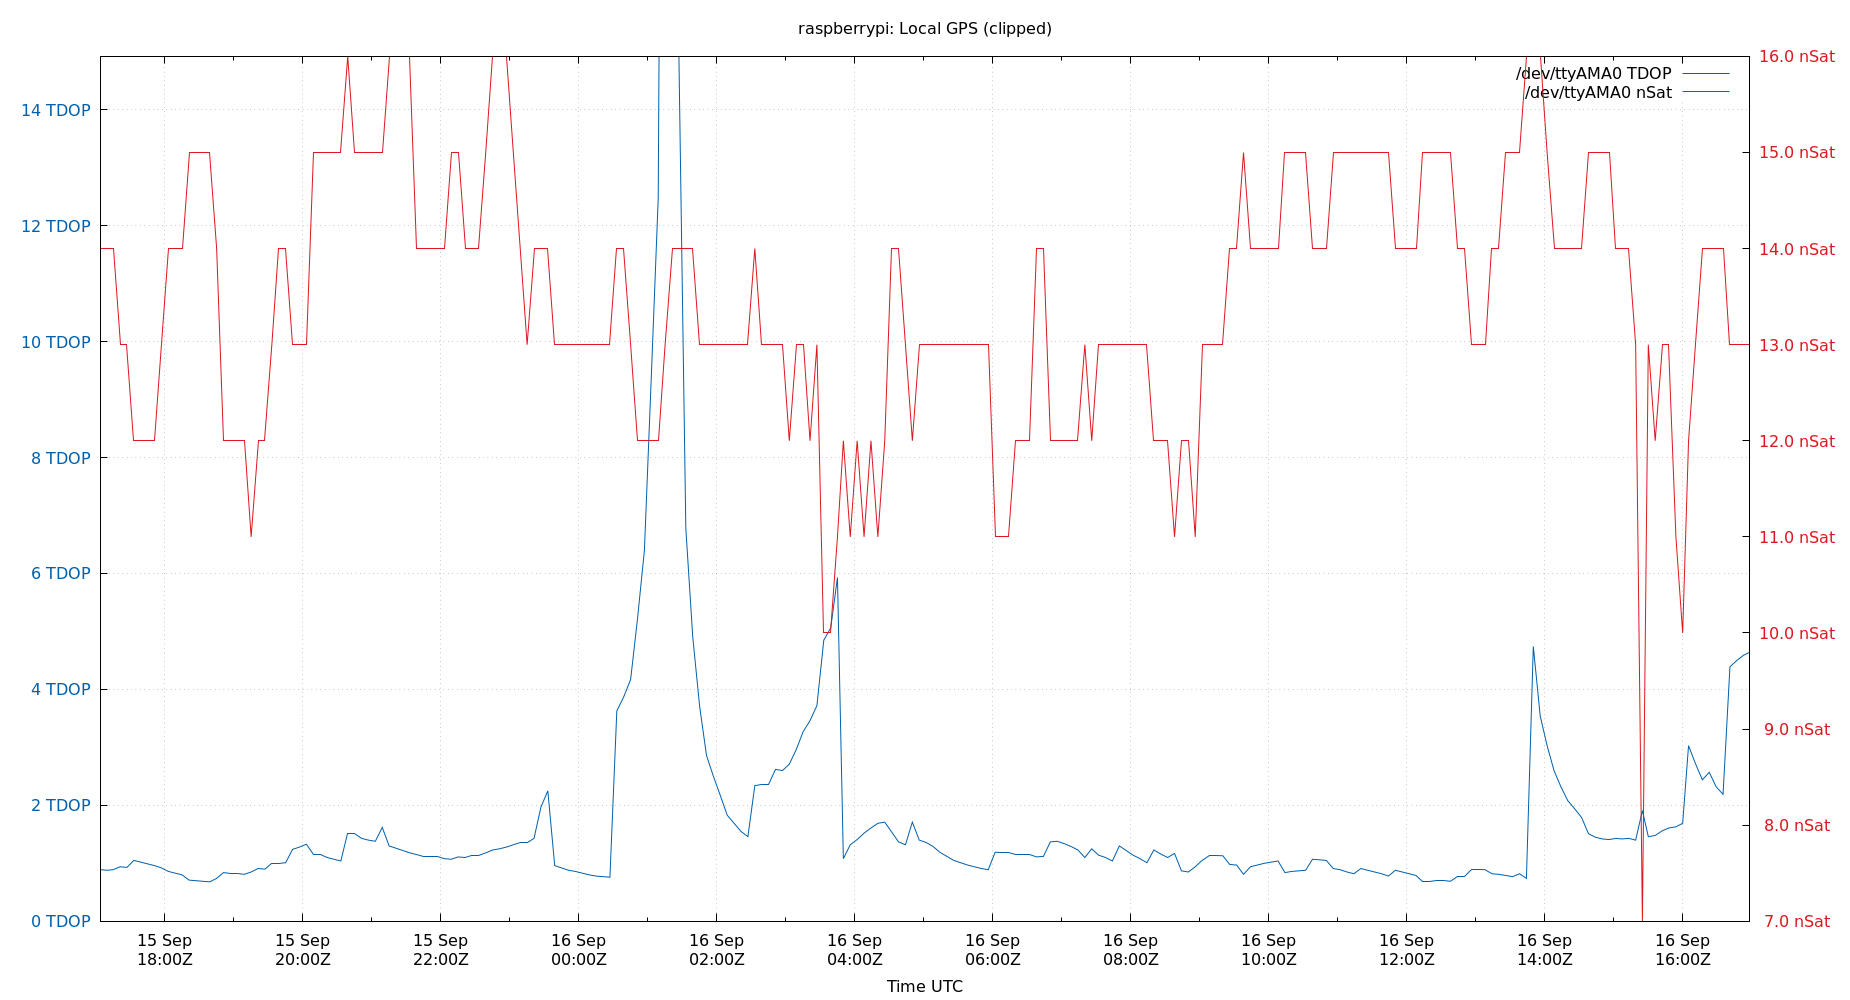 raspberrypi: Local GPS (clipped)
/dev/ttyAMA0 TDOP
/dev/ttyAMA0 nSat
14 TDOP
12 TDOP
10 TDOP
8 TDOP
6 TDOP
4 TDOP
2 TDOP
0 TDOP
16.0 nSat
15.0 nSat
14.0 nSat
13.0 nSat
12.0 nSat
11.0 nSat
10.0 nSat
9.0 nSat
8.0 nSat
7.0 nSat
15 Sep
18:00Z
15 Sep
20:00Z
15 Sep
22:00Z
16 Sep
00:00Z
16 Sep
02:00Z
16 Sep
04:00Z
16 Sep
06:00Z
16 Sep
08:00Z
16 Sep
10:00Z
16 Sep
12:00Z
16 Sep
14:00Z
16 Sep
16:00Z
Time UTC